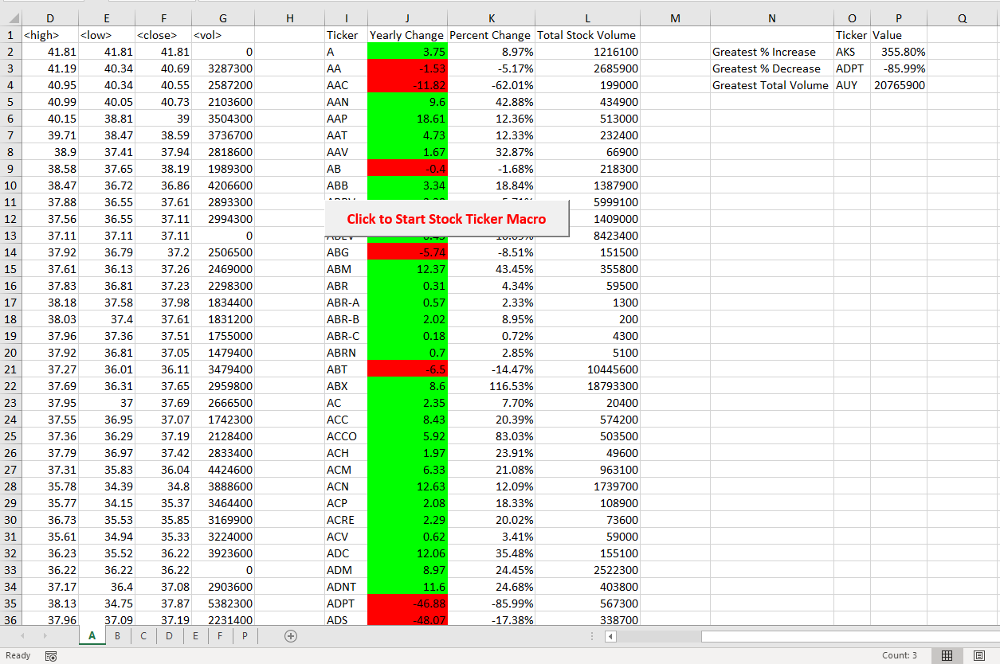 D E F G H I J K L M N O P Q
1 <high> <low> <close> <vol> Ticker Yearly Change Percent Change Total Stock Volume Ticker Value
2 41.81 41.81 41.81 0 A 3.75 8.97% 1216100 Greatest % Increase AKS 355.80%
3 41.19 40.34 40.69 3287300 AA -1.53 -5.17% 2685900 Greatest % Decrease ADPT -85.99%
4 40.95 40.34 40.55 2587200 AAC -11.82 -62.01% 199000 Greatest Total Volume AUY 20765900
5 40.99 40.05 40.73 2103600 AAN 9.6 42.88% 434900
6 40.15 38.81 39 3504300 AAP 18.61 12.36% 513000
7 39.71 38.47 38.59 3736700 AAT 4.73 12.33% 232400
8 38.9 37.41 37.94 2818600 AAV 1.67 32.87% 66900
9 38.58 37.65 38.19 1989300 AB -0.4 -1.68% 218300
10 38.47 36.72 36.86 4206600 ABB 3.34 18.84% 1387900
11 37.88 36.55 37.61 2893300 5999100
12 37.56 36.55 37.11 2994300 Click to Start Stock Ticker Macro 1409000
13 37.11 37.11 37.11 0 8423400
14 37.92 36.79 37.2 2506500 ABG -5.74 -8.51% 151500
15 37.61 36.13 37.26 2469000 ABM 12.37 43.45% 355800
16 37.83 36.81 37.23 2298300 ABR 0.31 4.34% 59500
17 38.18 37.58 37.98 1834400 ABR-A 0.57 2.33% 1300
18 38.03 37.4 37.61 1831200 ABR-B 2.02 8.95% 200
19 37.96 37.36 37.51 1755000 ABR-C 0.18 0.72% 4300
20 37.92 36.81 37.05 1479400 ABRN 0.7 2.85% 5100
21 37.27 36.01 36.11 3479400 ABT -6.5 -14.47% 10445600
22 37.69 36.31 37.65 2959800 ABX 8.6 116.53% 18793300
23 37.95 37 37.69 2666500 AC 2.35 7.70% 20400
24 37.55 36.95 37.07 1742300 ACC 8.43 20.39% 574200
25 37.36 36.29 37.19 2128400 ACCO 5.92 83.03% 503500
26 37.79 36.97 37.42 2833400 ACH 1.97 23.91% 49600
27 37.31 35.83 36.04 4424600 ACM 6.33 21.08% 963100
28 35.78 34.39 34.8 3888600 ACN 12.63 12.09% 1739700
29 35.77 34.15 35.37 3464400 ACP 2.08 18.33% 108900
30 36.73 35.53 35.85 3169900 ACRE 2.29 20.02% 73600
31 35.61 34.94 35.33 3224000 ACV 0.62 3.41% 59000
32 36.23 35.52 36.22 3923600 ADC 12.06 35.48% 155100
33 36.22 36.22 36.22 0 ADM 8.97 24.45% 2522300
34 37.17 36.4 37.08 2903600 ADNT 11.6 24.68% 403800
35 38.13 34.75 37.87 5382300 ADPT -46.88 -85.99% 567300
36 37.96 37.09 37.19 2231400 ADS -48.07 -17.38% 338700
A B C D E F P
Ready Count: 3